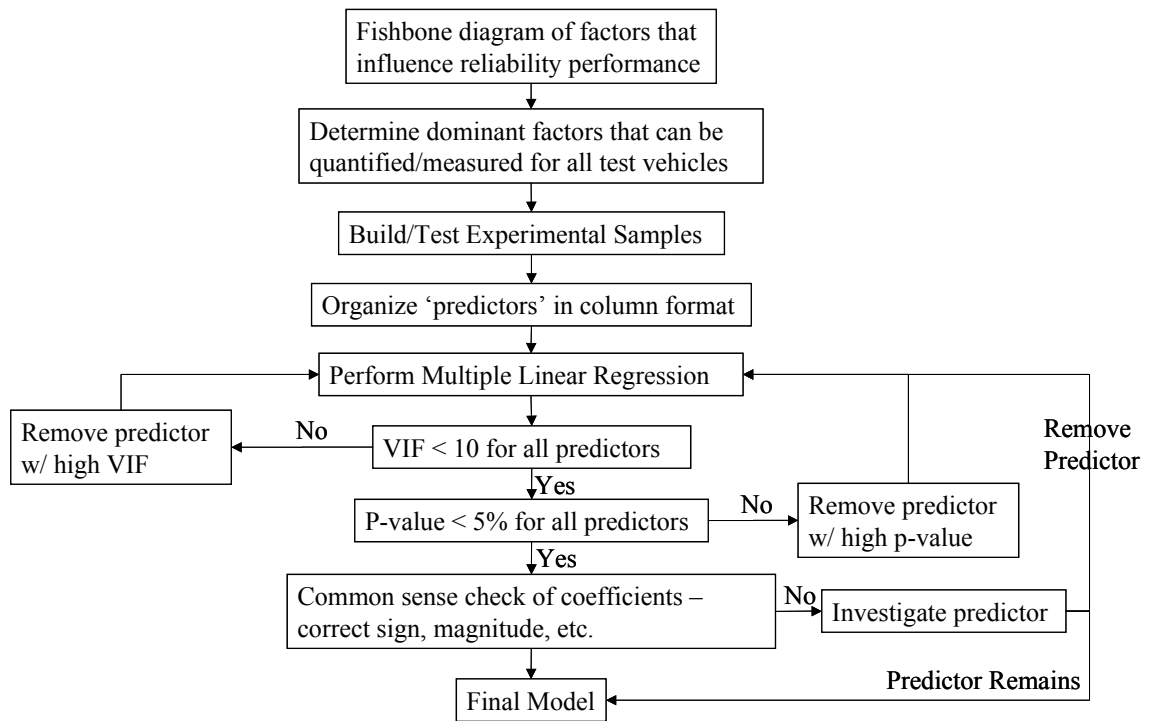 Fishbone diagram of factors that
influence reliability performance
Determine dominant factors that can be
quantified/measured for all test vehicles
Build/Test Experimental Samples
Organize ‘predictors’ in column format
Perform Multiple Linear Regression
Remove predictor
w/ high VIF
No
VIF < 10 for all predictors
Remove
Predictor
Yes
P-value < 5% for all predictors
No
Remove predictor
w/ high p-value
Yes
Common sense check of coefficients –
correct sign, magnitude, etc.
No
Investigate predictor
Predictor Remains
Final Model